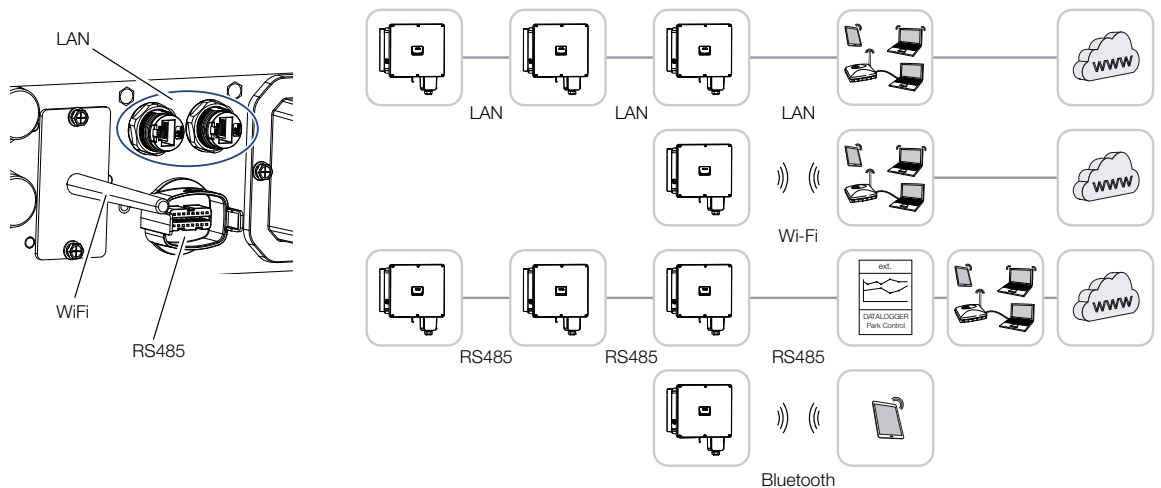 LAN
WiFi
RS485
LAN LAN LAN
WWW
Wi-Fi
WWW
ext.
DATALOGGER
Park Control
WWW
RS485 RS485 RS485
Bluetooth